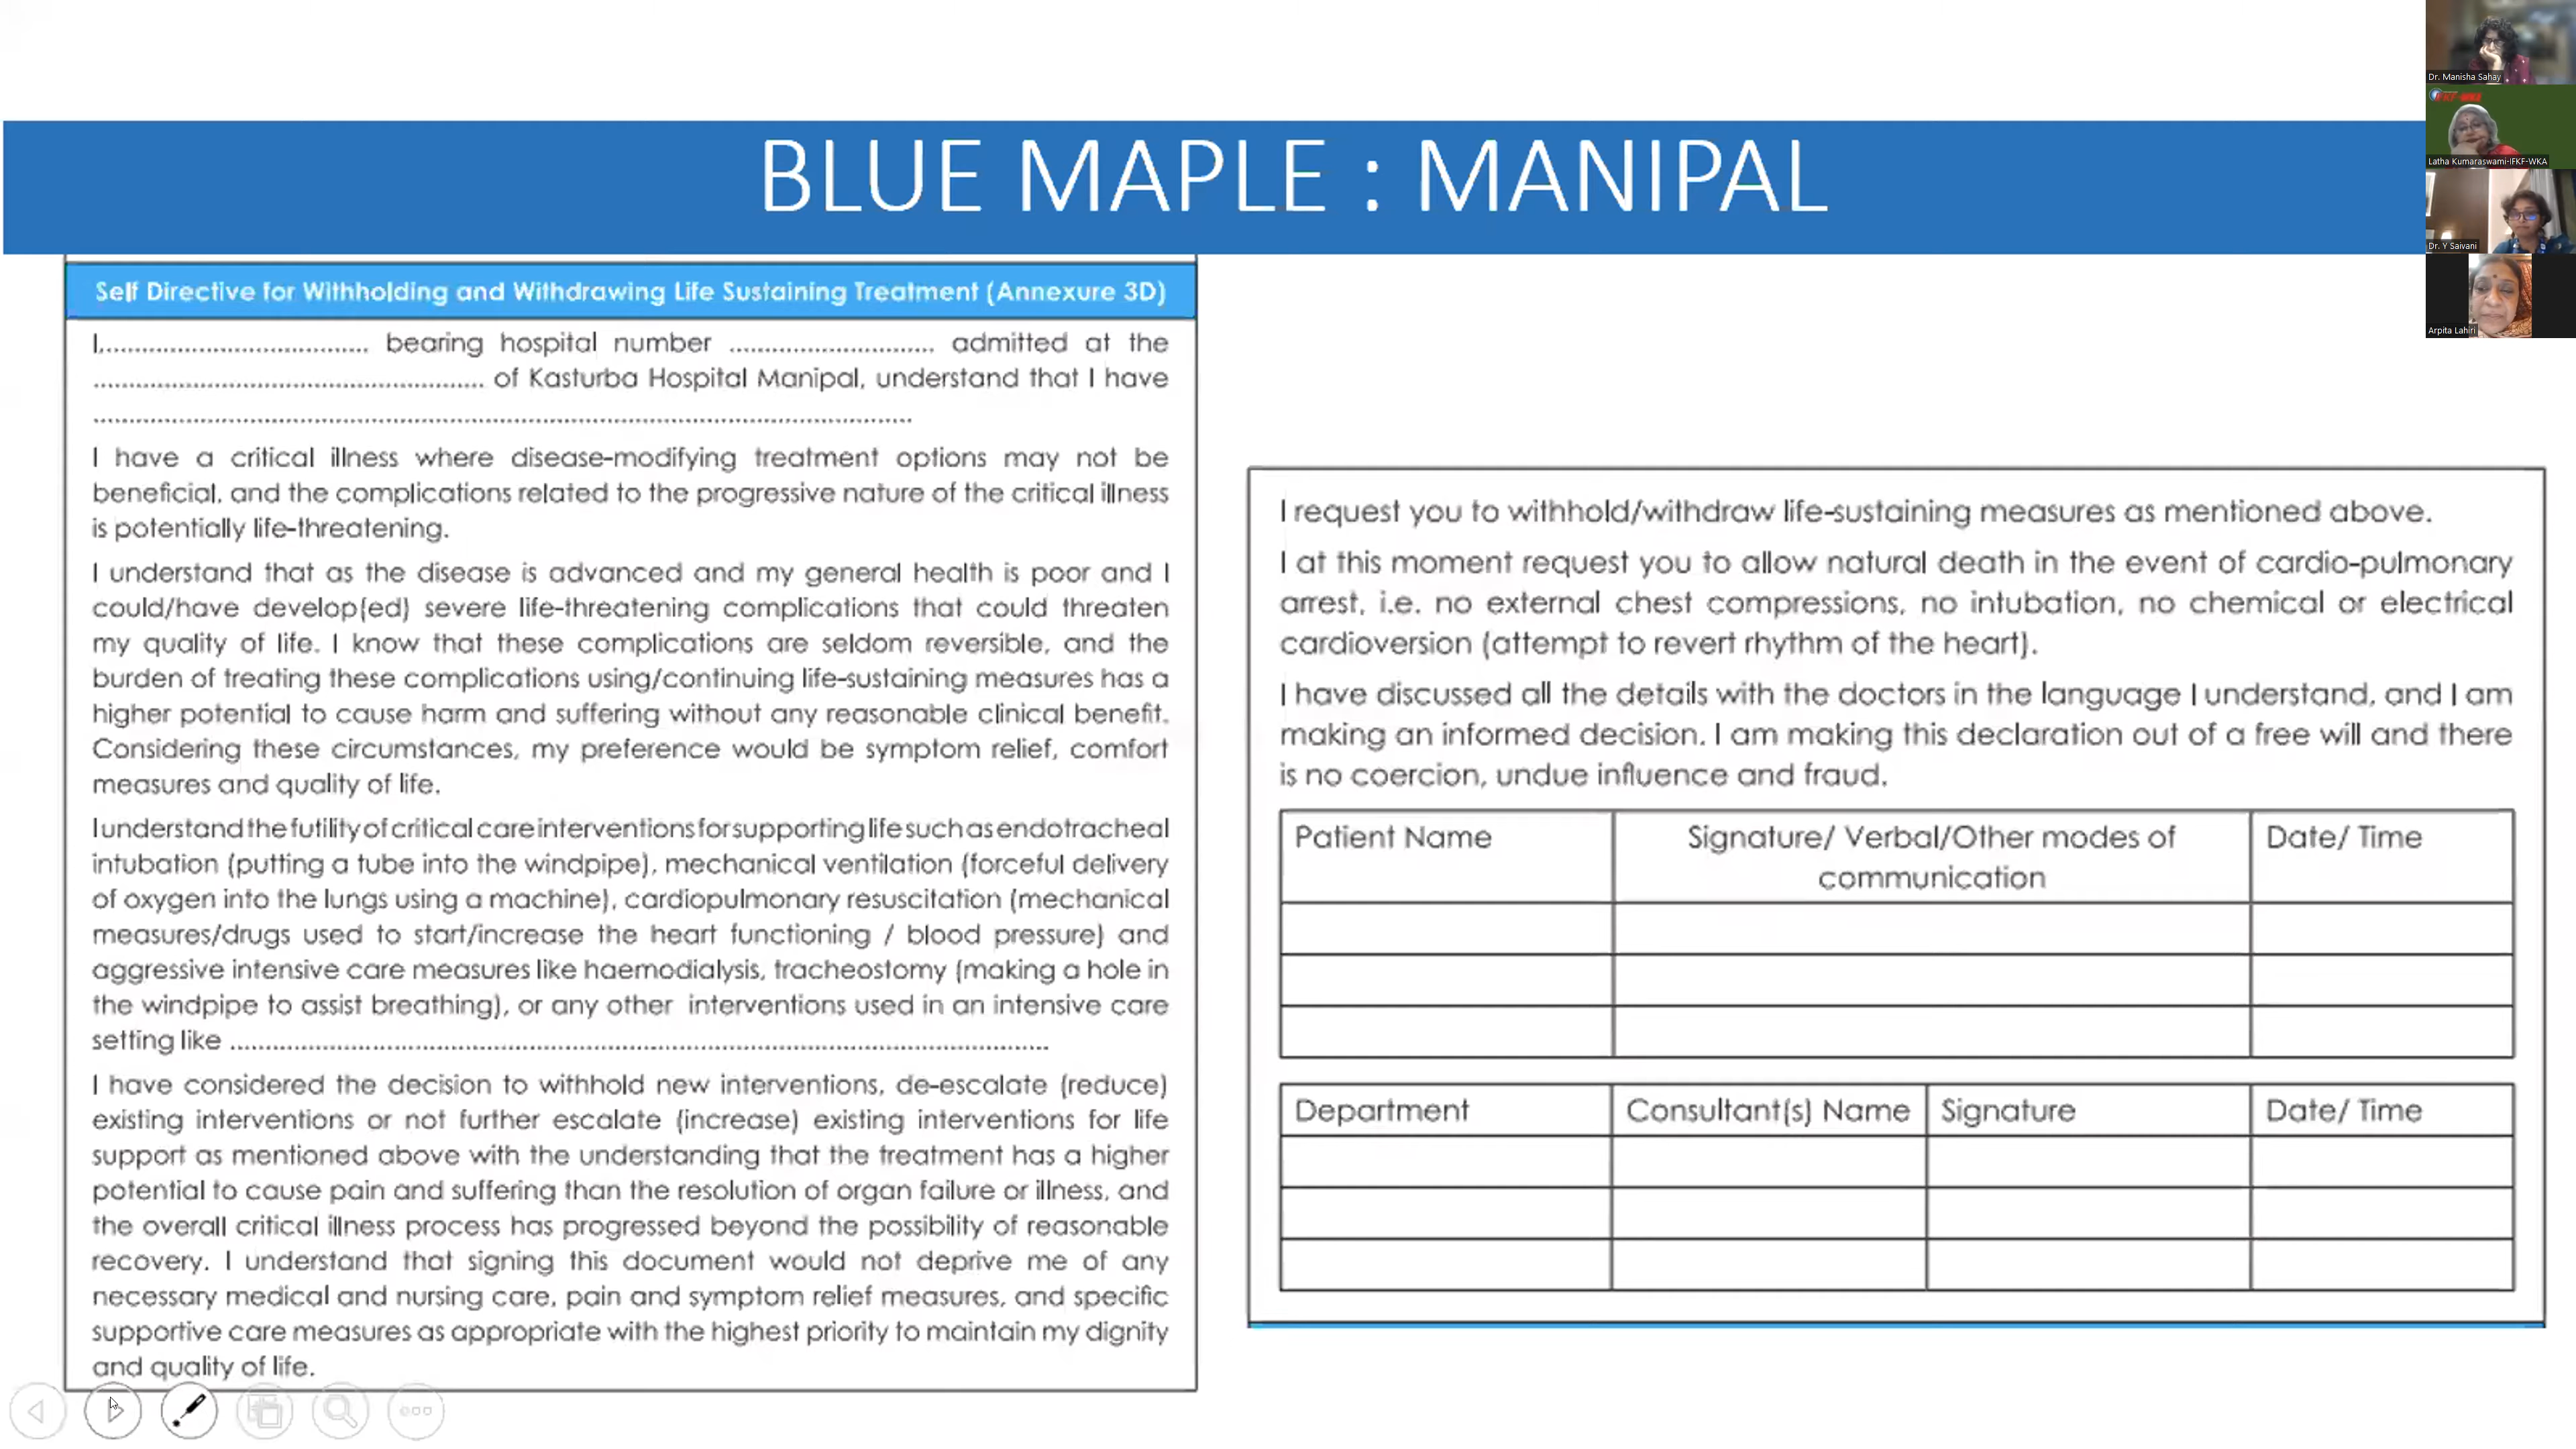 BLUE MAPLE : MANIPAL
Dr. Manisha Sahay
Latha Kumaraswami-IFKF-WKA
Dr. Y Saivani
Arpita Lahiri
Self Directive for Withholding and Withdrawing Life Sustaining Treatment (Annexure 3D)
I,..................................... bearing hospital number ............................. admitted at the
........................................................ of Kasturba Hospital Manipal, understand that I have
.....................................................................................................................
I have a critical illness where disease-modifying treatment options may not be
beneficial, and the complications related to the progressive nature of the critical illness
is potentially life-threatening.
I understand that as the disease is advanced and my general health is poor and I
could/have develop(ed) severe life-threatening complications that could threaten
my quality of life. I know that these complications are seldom reversible, and the
burden of treating these complications using/continuing life-sustaining measures has a
higher potential to cause harm and suffering without any reasonable clinical benefit.
Considering these circumstances, my preference would be symptom relief, comfort
measures and quality of life.
I understand the futility of critical care interventions for supporting life such as endotracheal
intubation (putting a tube into the windpipe), mechanical ventilation (forceful delivery
of oxygen into the lungs using a machine), cardiopulmonary resuscitation (mechanical
measures/drugs used to start/increase the heart functioning / blood pressure) and
aggressive intensive care measures like haemodialysis, tracheostomy (making a hole in
the windpipe to assist breathing), or any other interventions used in an intensive care
setting like .....................................................................................................................
I have considered the decision to withhold new interventions, de-escalate (reduce)
existing interventions or not further escalate (increase) existing interventions for life
support as mentioned above with the understanding that the treatment has a higher
potential to cause pain and suffering than the resolution of organ failure or illness, and
the overall critical illness process has progressed beyond the possibility of reasonable
recovery. I understand that signing this document would not deprive me of any
necessary medical and nursing care, pain and symptom relief measures, and specific
supportive care measures as appropriate with the highest priority to maintain my dignity
and quality of life.
I request you to withhold/withdraw life-sustaining measures as mentioned above.
I at this moment request you to allow natural death in the event of cardio-pulmonary
arrest, i.e. no external chest compressions, no intubation, no chemical or electrical
cardioversion (attempt to revert rhythm of the heart).
I have discussed all the details with the doctors in the language I understand, and I am
making an informed decision. I am making this declaration out of a free will and there
is no coercion, undue influence and fraud.
Patient Name Signature/ Verbal/Other modes of Date/ Time
communication
Department Consultant(s) Name Signature Date/ Time